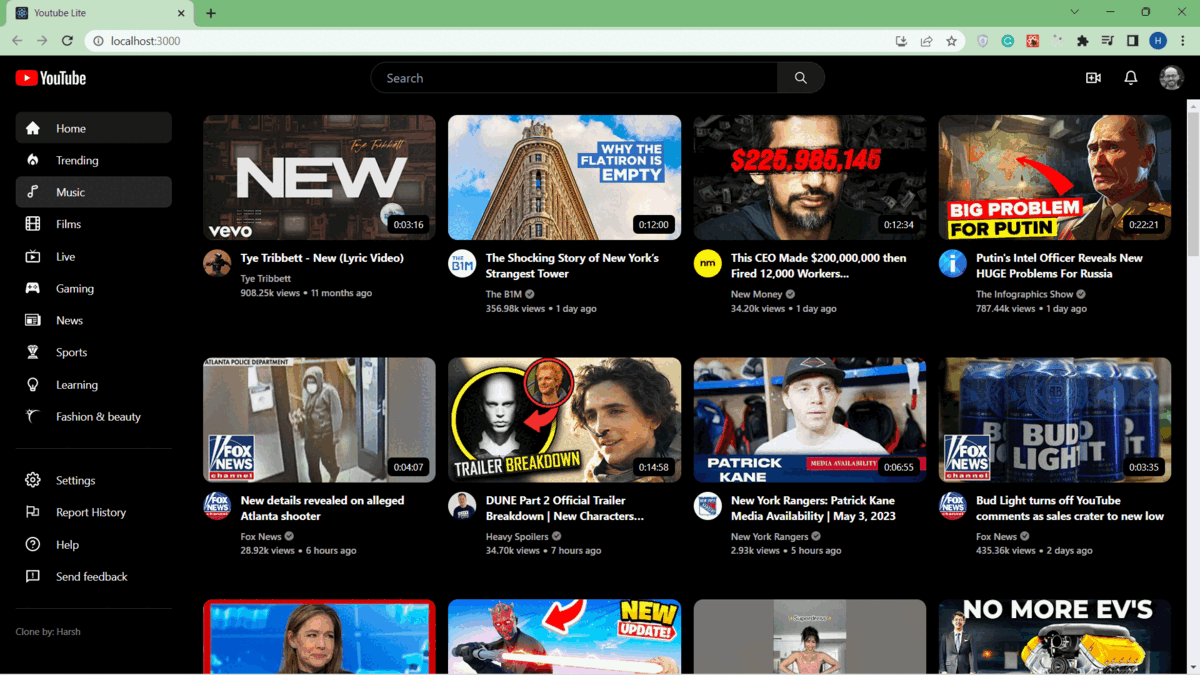 Youtube Lite
localhost:3000
H
YouTube
Search
Home
Trending
Music
Films
Live
Gaming
News
Sports
Learning
Fashion & beauty
Settings
Report History
Help
Send feedback
Clone by: Harsh
Tye Tribbett
NEW
vevo
0:03:16
Tye Tribbett - New (Lyric Video)
Tye Tribbett
908.25k views • 11 months ago
WHY THE
FLATIRON IS
EMPTY
0:12:00
THE
B1M
The Shocking Story of New York's
Strangest Tower
The B1M
356.98k views • 1 day ago
$225,985,145
0:12:34
nm
This CEO Made $200,000,000 then
Fired 12,000 Workers...
New Money
34.20k views • 1 day ago
BIG PROBLEM
FOR PUTIN
0:22:21
i
Putin's Intel Officer Reveals New
HUGE Problems For Russia
The Infographics Show
787.44k views • 1 day ago
ATLANTA POLICE DEPARTMENT
FOX
NEWS
channel
0:04:07
FOX
NEWS
New details revealed on alleged
Atlanta shooter
Fox News
28.92k views • 6 hours ago
TRAILER BREAKDOWN
0:14:58
DUNE Part 2 Official Trailer
Breakdown | New Characters...
Heavy Spoilers
34.70k views • 7 hours ago
PATRICK
KANE
MEDIA AVAILABILITY
0:06:55
New York Rangers: Patrick Kane
Media Availability | May 3, 2023
New York Rangers
2.93k views • 5 hours ago
BUD
LIGHT
FOX
NEWS
channel
0:03:35
FOX
NEWS
Bud Light turns off YouTube
comments as sales crater to new low
Fox News
435.36k views • 2 days ago
NEW
UPDATE!
NO MORE EV'S